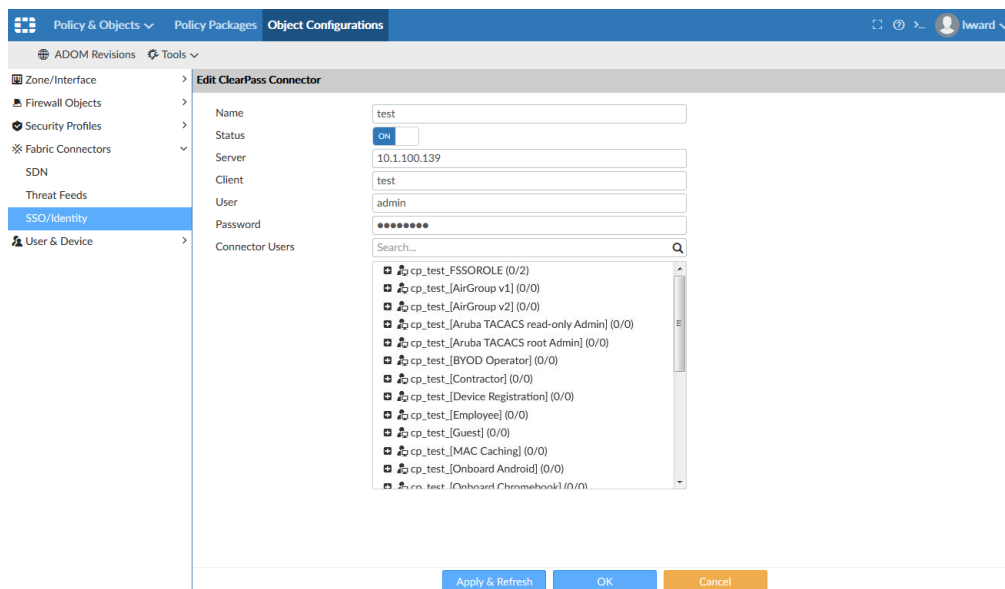 Policy & Objects Policy Packages Object Configurations lward
ADOM Revisions Tools
Zone/Interface
Firewall Objects
Security Profiles
Fabric Connectors
SDN
Threat Feeds
SSO/Identity
User & Device
Edit ClearPass Connector
Name test
Status ON
Server 10.1.100.139
Client test
User admin
Password ●●●●●●●●
Connector Users Search...
cp_test_FSSOROLE (0/2)
cp_test_[AirGroup v1] (0/0)
cp_test_[AirGroup v2] (0/0)
cp_test_[Aruba TACACS read-only Admin] (0/0)
cp_test_[Aruba TACACS root Admin] (0/0)
cp_test_[BYOD Operator] (0/0)
cp_test_[Contractor] (0/0)
cp_test_[Device Registration] (0/0)
cp_test_[Employee] (0/0)
cp_test_[Guest] (0/0)
cp_test_[MAC Caching] (0/0)
cp_test_[Onboard Android] (0/0)
cp_test_[Onboard Chromebook] (0/0)
Apply & Refresh OK Cancel